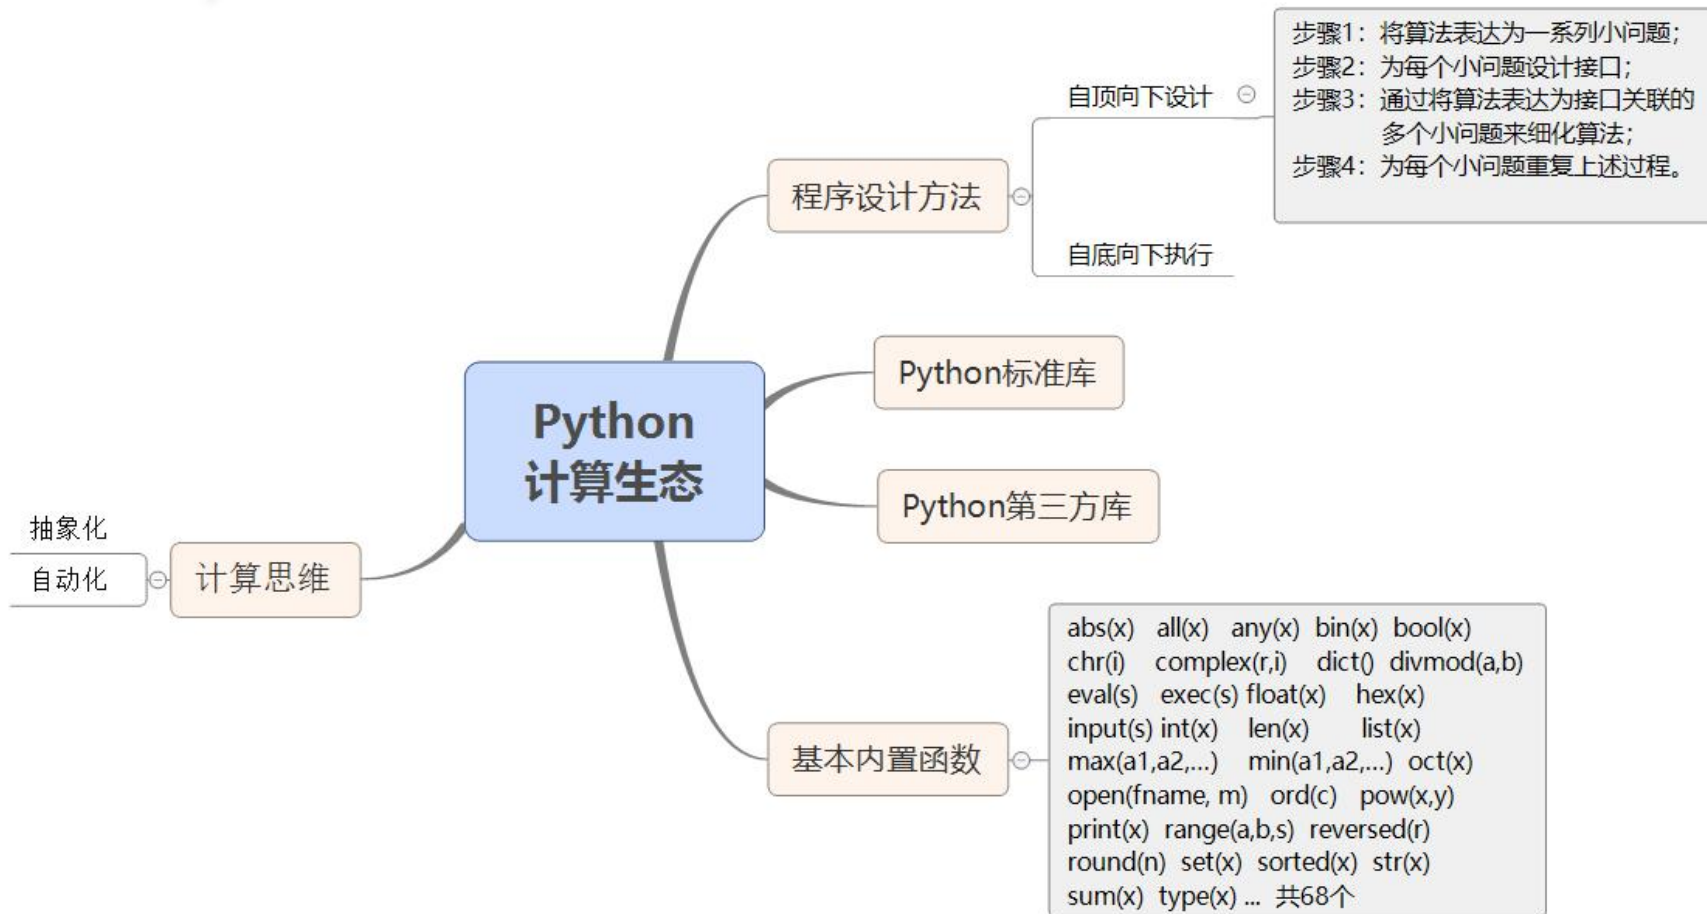 步骤1：将算法表达为一系列小问题；
步骤2：为每个小问题设计接口；
步骤3：通过将算法表达为接口关联的
多个小问题来细化算法；
步骤4：为每个小问题重复上述过程。
自顶向下设计
程序设计方法
自底向下执行
Python标准库
Python
计算生态
Python第三方库
抽象化
自动化
计算思维
基本内置函数
abs(x) all(x) any(x) bin(x) bool(x)
chr(i) complex(r,i) dict() divmod(a,b)
eval(s) exec(s) float(x) hex(x)
input(s) int(x) len(x) list(x)
max(a1,a2,...) min(a1,a2,...) oct(x)
open(fname, m) ord(c) pow(x,y)
print(x) range(a,b,s) reversed(r)
round(n) set(x) sorted(x) str(x)
sum(x) type(x) ... 共68个